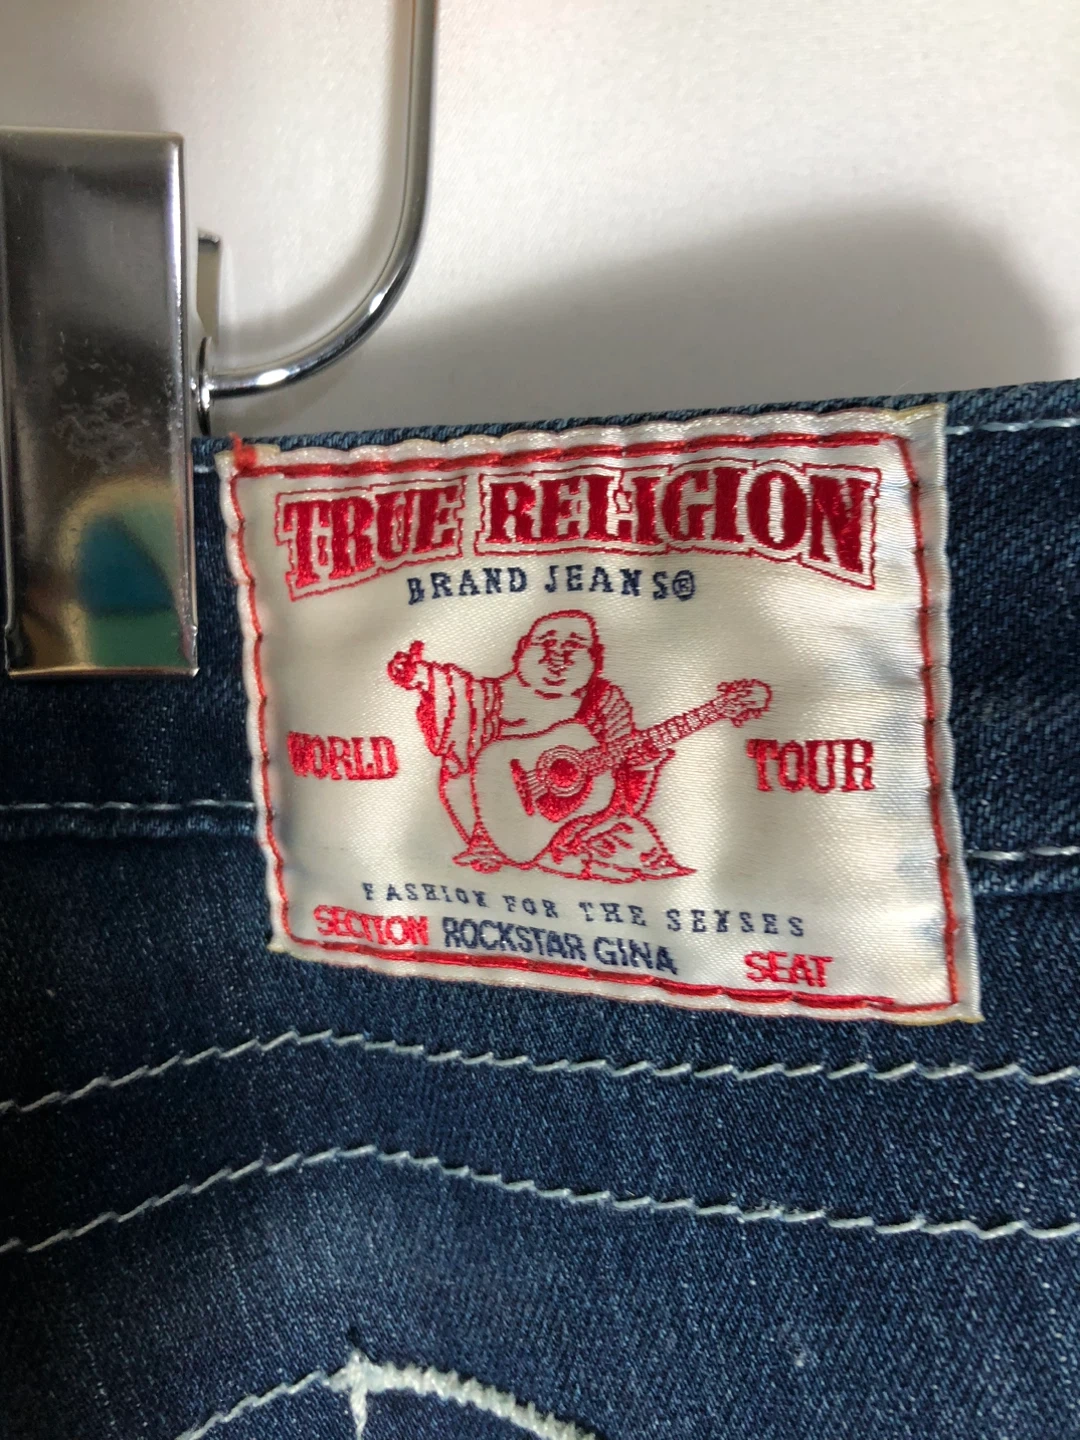 TRUE RELIGION
BRAND JEANS®
WORLD TOUR
FASHION FOR THE SENSES
SECTION ROCKSTAR GINA SEAT